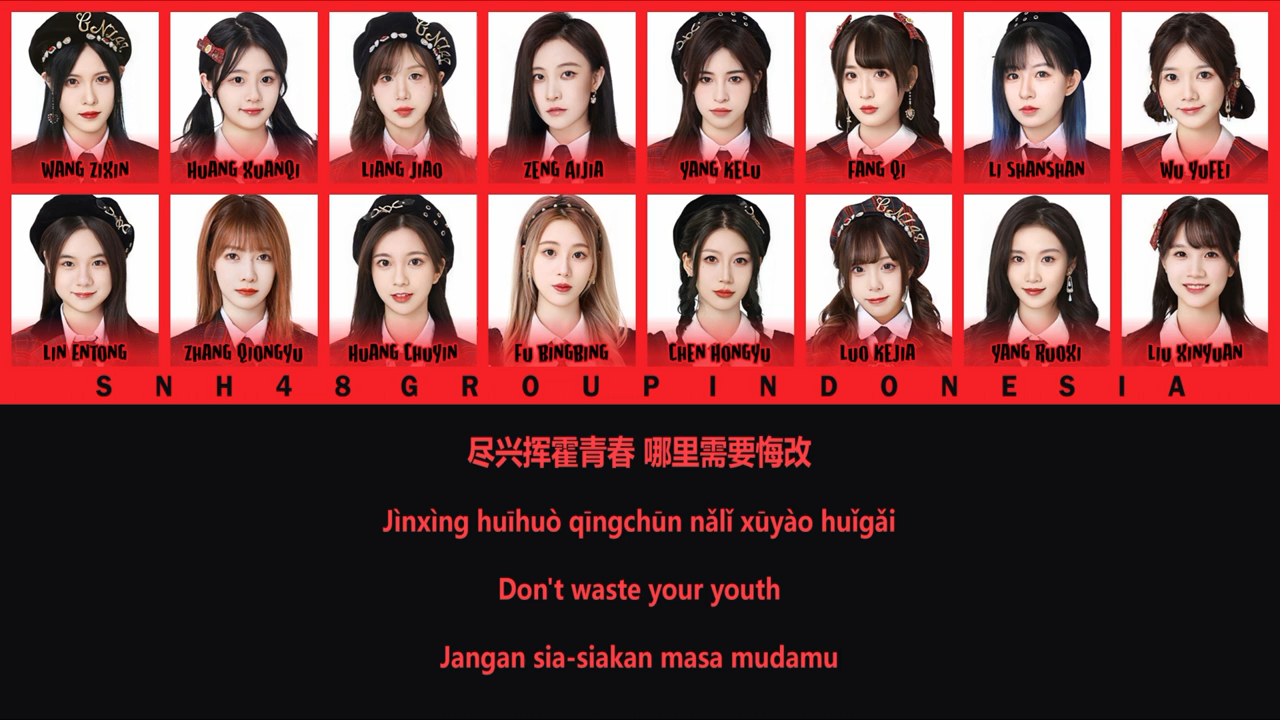 WANG ZIXIN HUANG XUANQI LIANG JIAO ZENG AIJIA YANG KELU FANG QI LI SHANSHAN WU YUFEI
LIN ENTONG ZHANG QIONGYU HUANG CHUYIN FU BINGBING CHEN HONGYU LUO KEJIA YANG RUOXI LIU XINYUAN
SNH48GROUPINDONESIA
尽兴挥霍青春 哪里需要悔改
Jìnxìng huīhuò qīngchūn nǎlǐ xūyào huǐgǎi
Don't waste your youth
Jangan sia-siakan masa mudamu